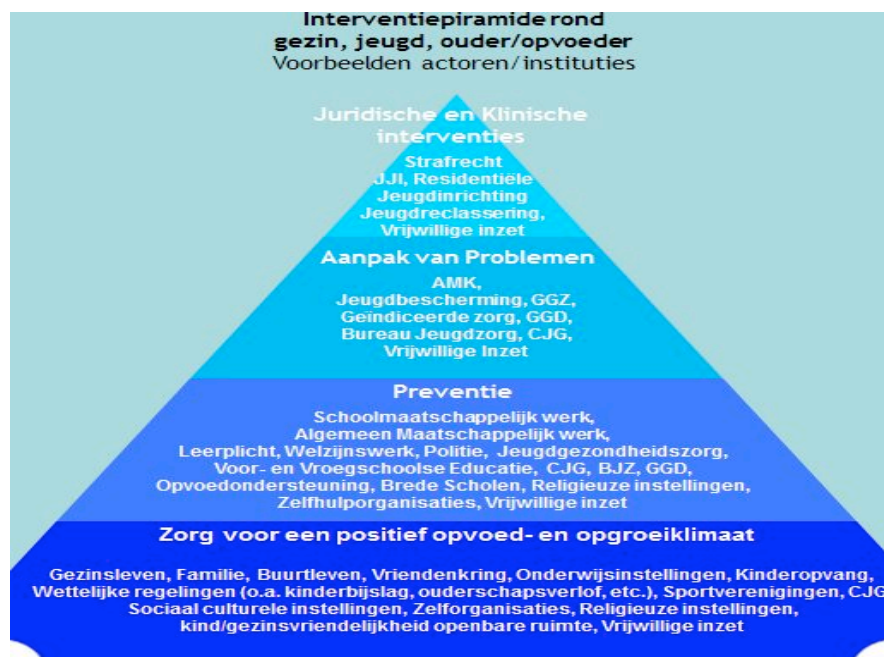 Interventiepiramide rond
gezin, jeugd, ouder/opvoeder
Voorbeelden actoren/instituties
Juridische en Klinische
interventies
Strafrecht
JJI, Residentiële
Jeugdinrichting
Jeugdreclassering,
Vrijwillige inzet
Aanpak van Problemen
AMK,
Jeugdbescherming, GGZ,
Geïndiceerde zorg, GGD,
Bureau Jeugdzorg, CJG,
Vrijwillige Inzet
Preventie
Schoolmaatschappelijk werk,
Algemeen Maatschappelijk werk,
Leerplicht, Welzijnswerk, Politie, Jeugdgezondheidszorg,
Voor- en Vroegschoolse Educatie, CJG, BJZ, GGD,
Opvoedondersteuning, Brede Scholen, Religieuze instellingen,
Zelfhulporganisaties, Vrijwillige inzet
Zorg voor een positief opvoed- en opgroeiklimaat
Gezinsleven, Familie, Buurtleven, Vriendenkring, Onderwijsinstellingen, Kinderopvang,
Wettelijke regelingen (o.a. kinderbijslag, ouderschapsverlof, etc.), Sportverenigingen, CJG
Sociaal culturele instellingen, Zelforganisaties, Religieuze instellingen,
kind/gezinsvriendelijkheid openbare ruimte, Vrijwillige inzet